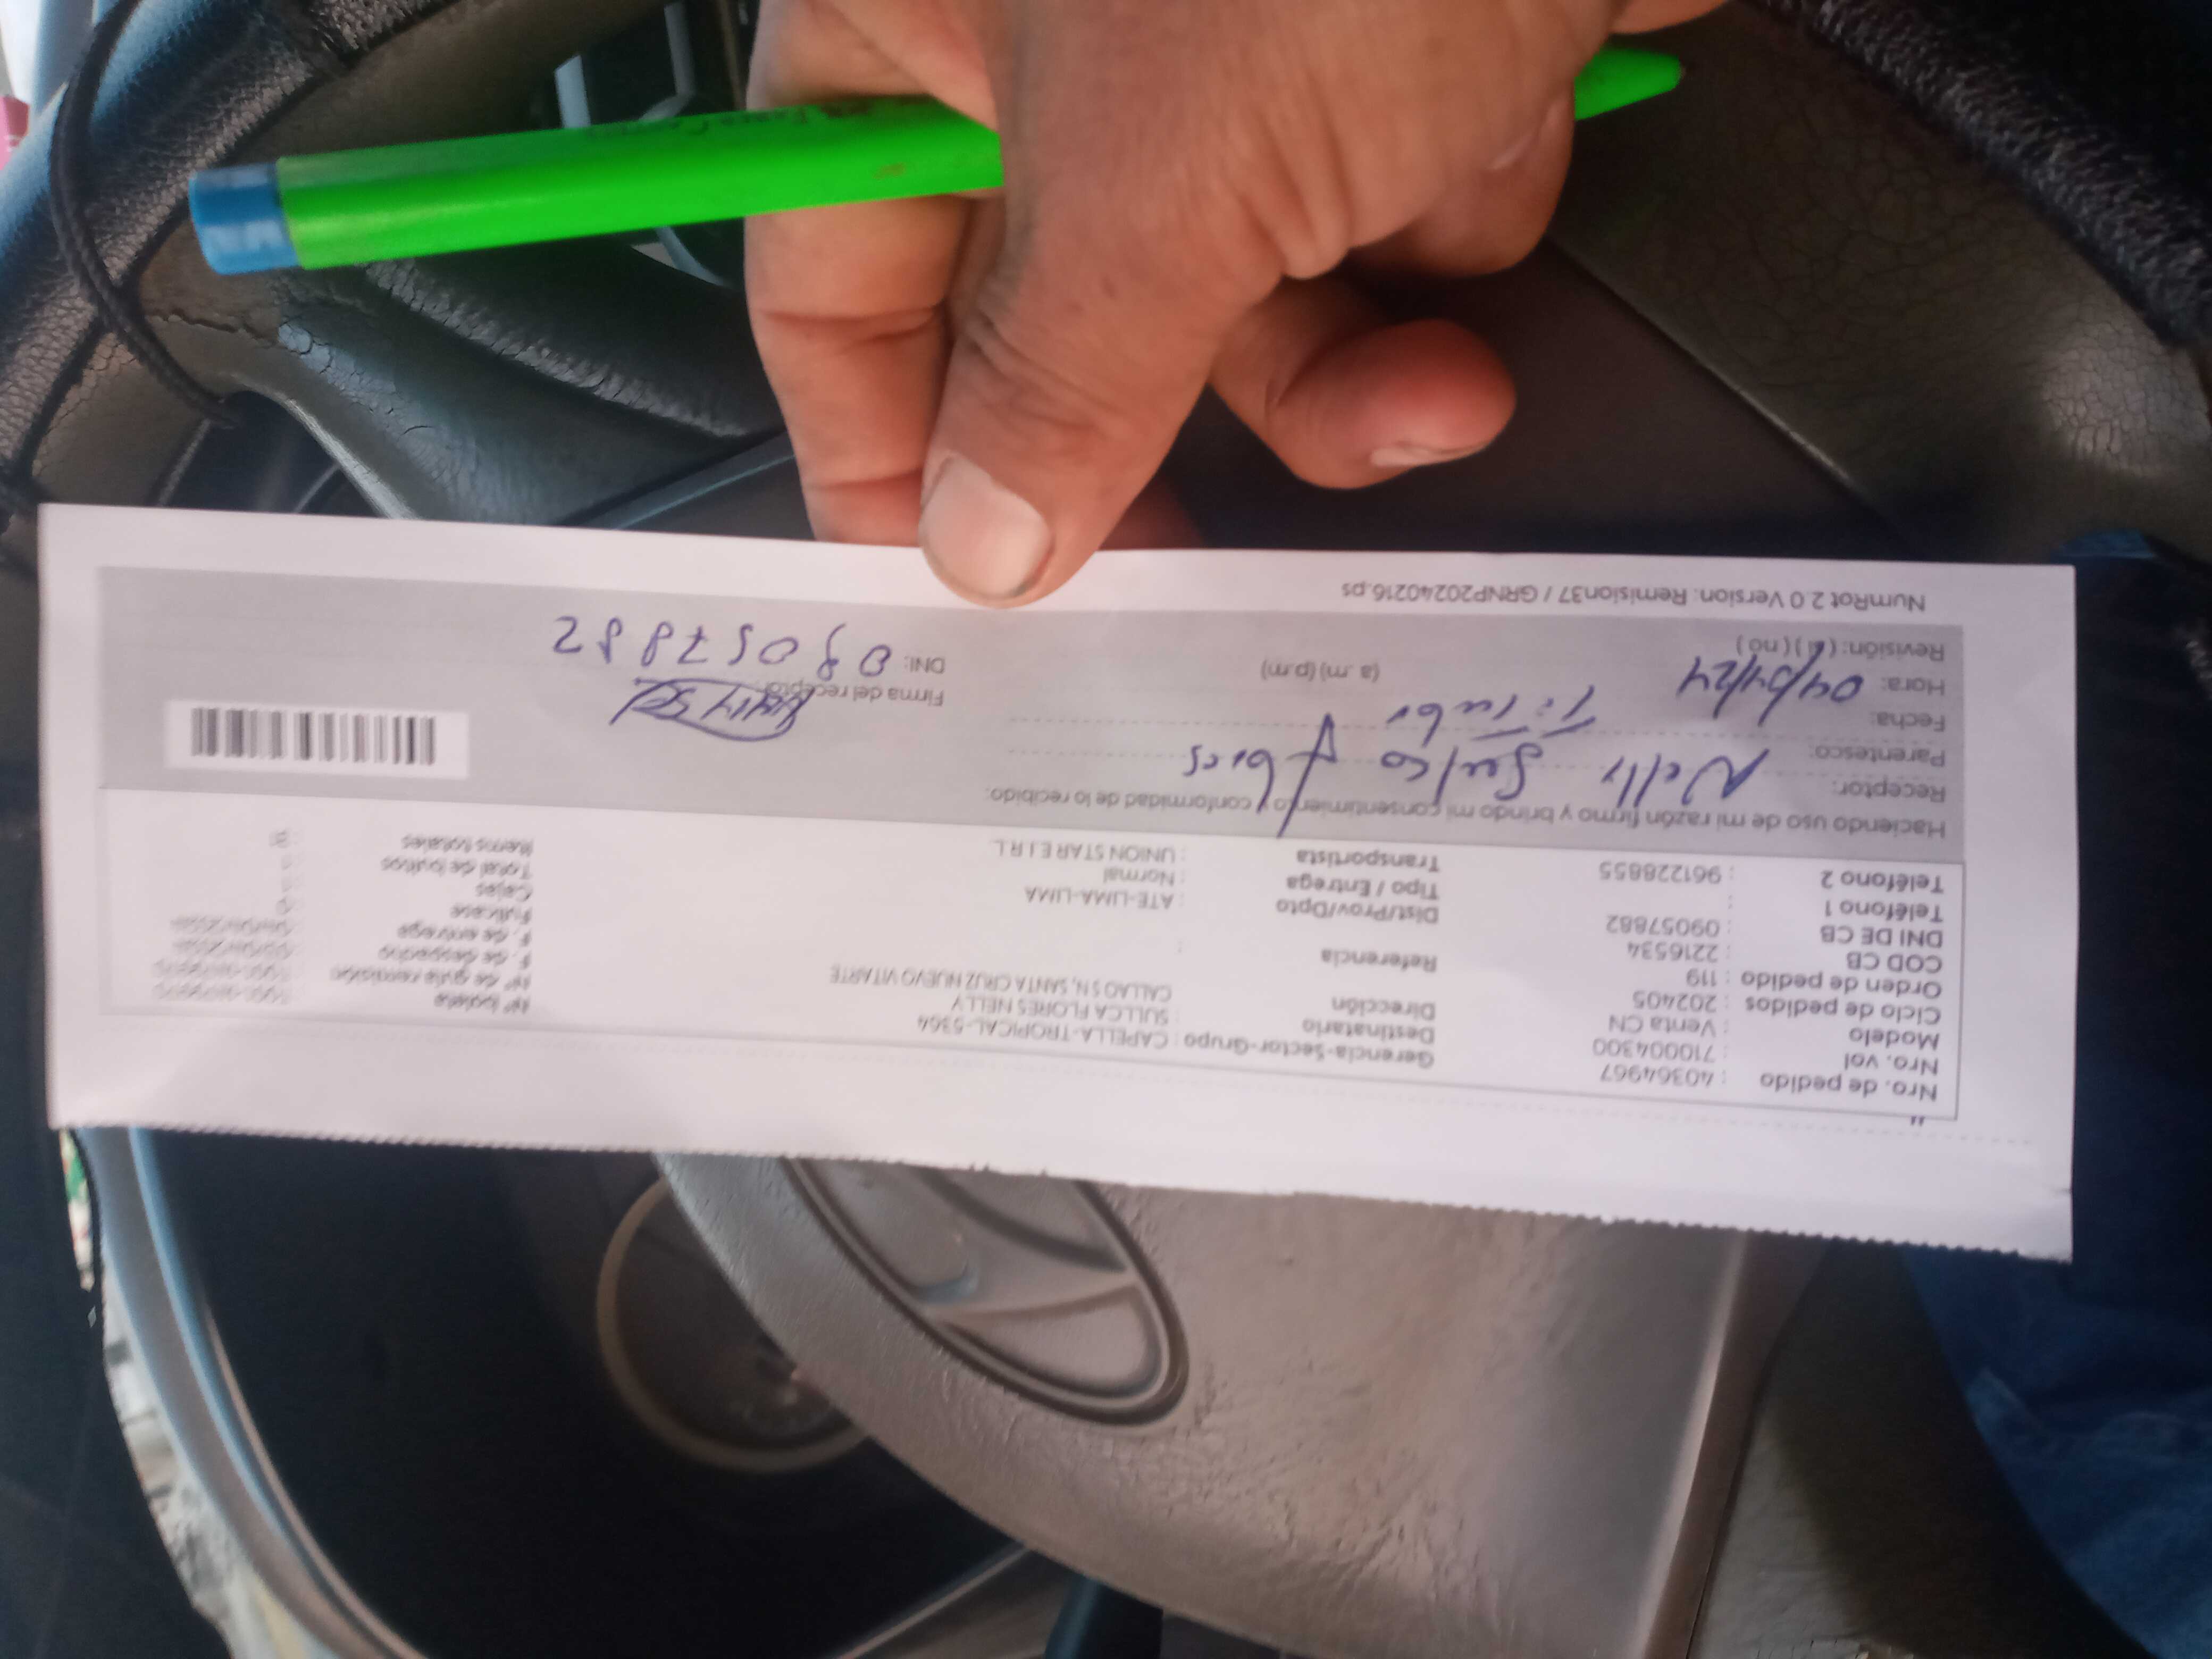 Nro. de pedido : 40364967
Nro. vol : 710004300
Modelo : Venta CN
Ciclo de pedidos : 202405
Orden de pedido : 119
COD CB : 2216534
DNI DE CB : 09057882
Teléfono 1 :
Teléfono 2 : 961228855
Gerencia-Sector-Grupo : CAPELLA-TROPICAL-5364
Destinatario : SULLCA FLORES NELLY
Dirección : CALLAO SN, SANTA CRUZ NUEVO VITARTE
Referencia :
Dist/Prov/Dpto : ATE-LIMA-LIMA
Tipo / Entrega : Normal
Transportista : UNION STAR E I R L
Nº boleta
Nº de guía remisión
F. de despacho
F. de entrega
Fullcase
Cajas
Total de bultos
Items totales
Haciendo uso de mi razón firmo y brindo mi consentimiento y conformidad de lo recibido:
Receptor: Nelly Sulca Flores
Parentesco: Titular
Fecha: 04/04/24
Hora: (a .m) (p.m)
Revisión: ( si ) ( no )
Firma del receptor:
DNI: 09057882
NumRot 2.0 Version: Remision37 / GRNP20240216.ps